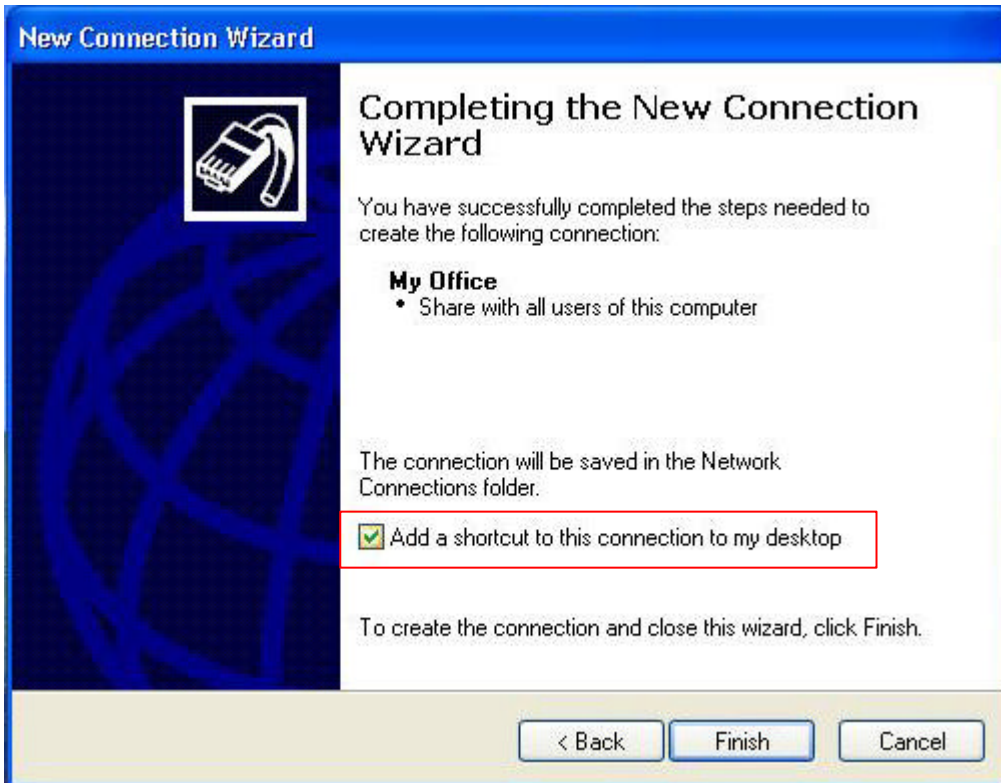 New Connection Wizard
Completing the New Connection
Wizard
You have successfully completed the steps needed to
create the following connection:
My Office
• Share with all users of this computer
The connection will be saved in the Network
Connections folder.
Add a shortcut to this connection to my desktop
To create the connection and close this wizard, click Finish.
< Back Finish Cancel